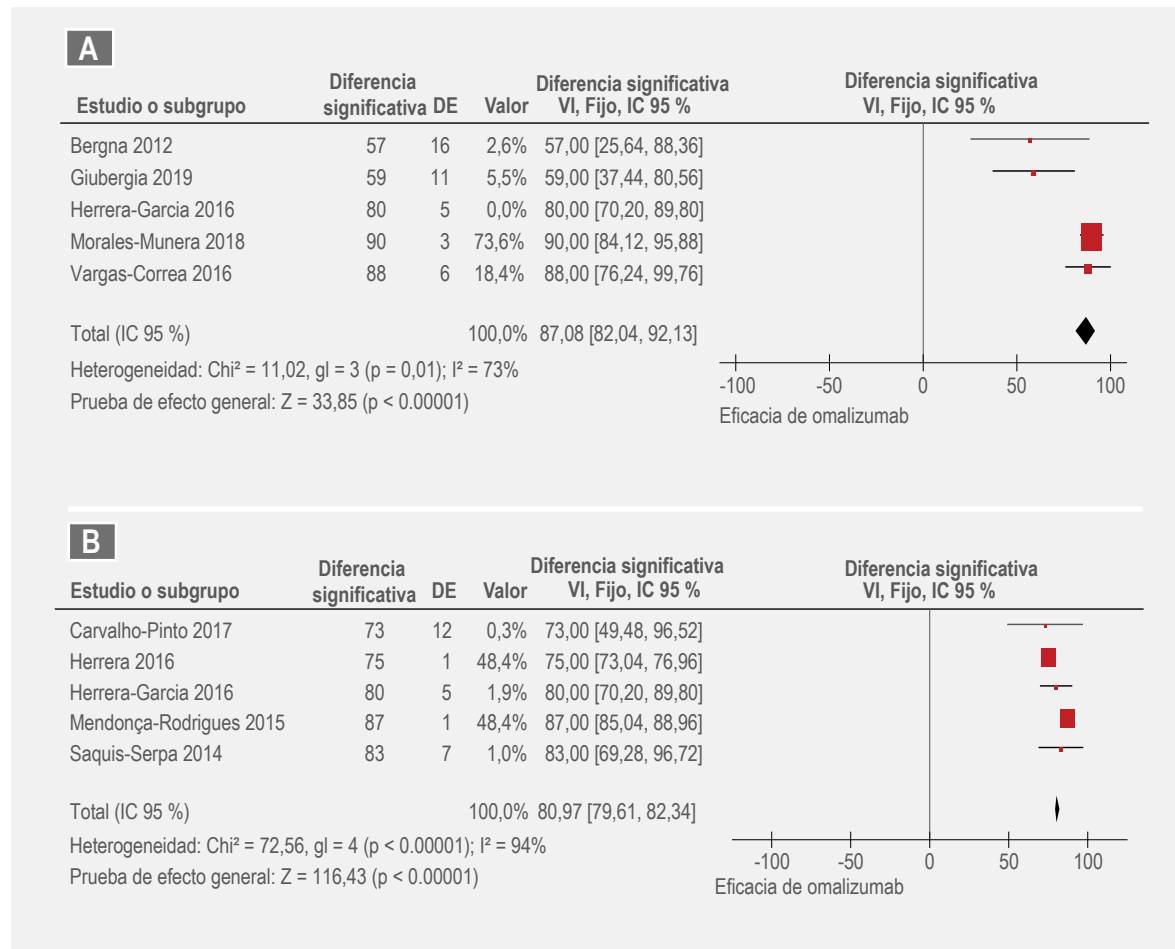 A
Diferencia Diferencia significativa Diferencia significativa
Estudio o subgrupo significativa DE Valor VI, Fijo, IC 95 % VI, Fijo, IC 95 %
Bergna 2012 57 16 2,6% 57,00 [25,64, 88,36]
Giubergia 2019 59 11 5,5% 59,00 [37,44, 80,56]
Herrera-Garcia 2016 80 5 0,0% 80,00 [70,20, 89,80]
Morales-Munera 2018 90 3 73,6% 90,00 [84,12, 95,88]
Vargas-Correa 2016 88 6 18,4% 88,00 [76,24, 99,76]
Total (IC 95 %) 100,0% 87,08 [82,04, 92,13]
Heterogeneidad: Chi² = 11,02, gl = 3 (p = 0,01); I² = 73%
Prueba de efecto general: Z = 33,85 (p < 0.00001)
-100 -50 0 50 100
Eficacia de omalizumab
B
Diferencia Diferencia significativa Diferencia significativa
Estudio o subgrupo significativa DE Valor VI, Fijo, IC 95 % VI, Fijo, IC 95 %
Carvalho-Pinto 2017 73 12 0,3% 73,00 [49,48, 96,52]
Herrera 2016 75 1 48,4% 75,00 [73,04, 76,96]
Herrera-Garcia 2016 80 5 1,9% 80,00 [70,20, 89,80]
Mendonça-Rodrigues 2015 87 1 48,4% 87,00 [85,04, 88,96]
Saquis-Serpa 2014 83 7 1,0% 83,00 [69,28, 96,72]
Total (IC 95 %) 100,0% 80,97 [79,61, 82,34]
Heterogeneidad: Chi² = 72,56, gl = 4 (p < 0.00001); I² = 94%
Prueba de efecto general: Z = 116,43 (p < 0.00001)
-100 -50 0 50 100
Eficacia de omalizumab